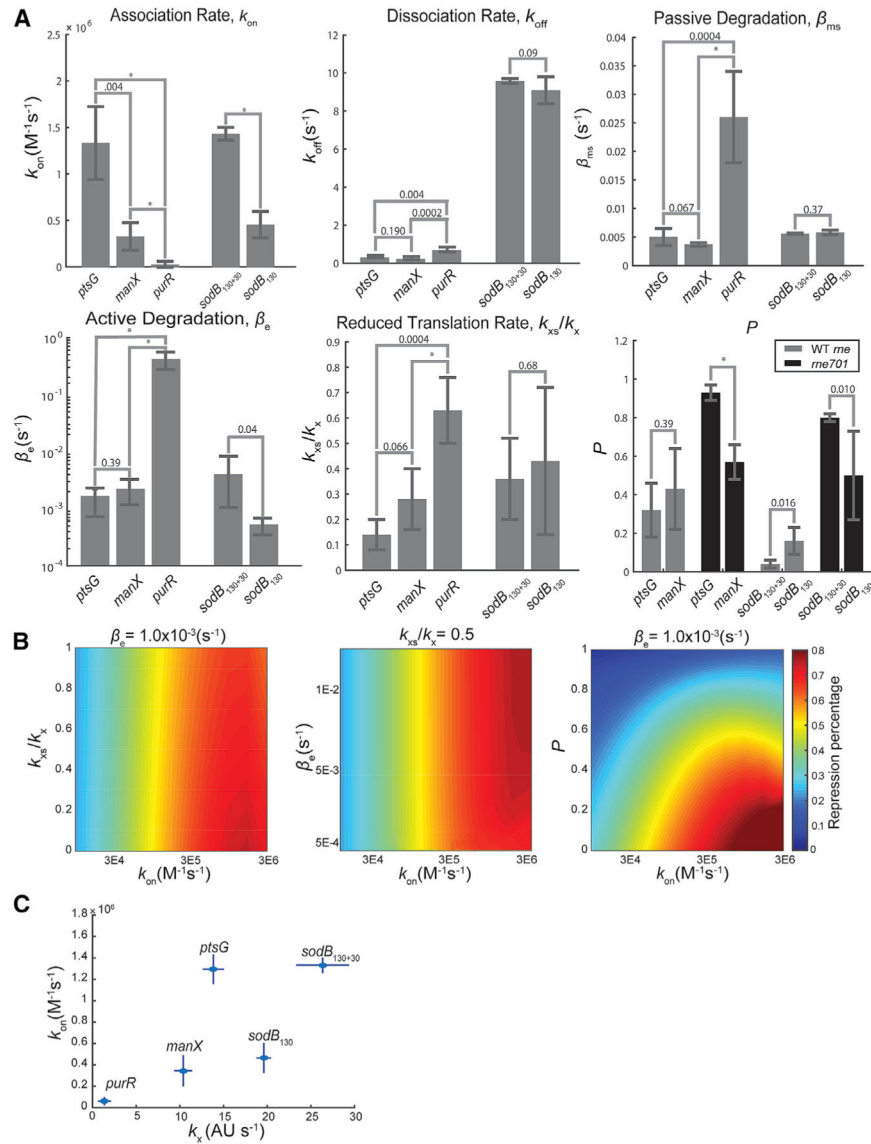 A
Association Rate, kon
2.5 x10⁶
2
1.5
1
0.5
0
kon(M⁻¹s⁻¹)
.004
*
*
*
ptsG manX purR sodB130+30 sodB130
Dissociation Rate, koff
14
12
10
8
6
4
2
0
koff(s⁻¹)
0.190
0.004
0.0002
0.09
ptsG manX purR sodB130+30 sodB130
Passive Degradation, βms
0.04
0.035
0.03
0.025
0.02
0.015
0.01
0.005
0
βms (s⁻¹)
0.0004
*
0.067
0.37
ptsG manX purR sodB130+30 sodB130
Active Degradation, βe
10⁰
10⁻¹
10⁻²
10⁻³
10⁻⁴
βe(s⁻¹)
*
*
0.39
0.04
ptsG manX purR sodB130+30 sodB130
Reduced Translation Rate, kxs/kx
0.9
0.8
0.7
0.6
0.5
0.4
0.3
0.2
0.1
0
kxs/kx
0.0004
*
0.066
0.68
ptsG manX purR sodB130+30 sodB130
P
1.2
1
0.8
0.6
0.4
0.2
0
P
WT rne
rne701
0.39
*
0.016
0.010
ptsG manX ptsG manX sodB130+30 sodB130 sodB130+30 sodB130
B
βe = 1.0x10⁻³(s⁻¹)
1
0.8
0.6
0.4
0.2
0
kxs/kx
3E4 3E5 3E6
kon(M⁻¹s⁻¹)
kxs/kx = 0.5
1E-2
5E-3
5E-4
βe(s⁻¹)
3E4 3E5 3E6
kon(M⁻¹s⁻¹)
βe = 1.0x10⁻³(s⁻¹)
1
0.8
0.6
0.4
0.2
0
P
3E4 3E5 3E6
kon(M⁻¹s⁻¹)
0.8
0.7
0.6
0.5
0.4
0.3
0.2
0.1
0
Repression percentage
C
1.8 x10⁶
1.6
1.4
1.2
1
0.8
0.6
0.4
0.2
0
kon(M⁻¹s⁻¹)
ptsG
sodB130+30
manX
sodB130
purR
0 5 10 15 20 25 30
kx(AU s⁻¹)